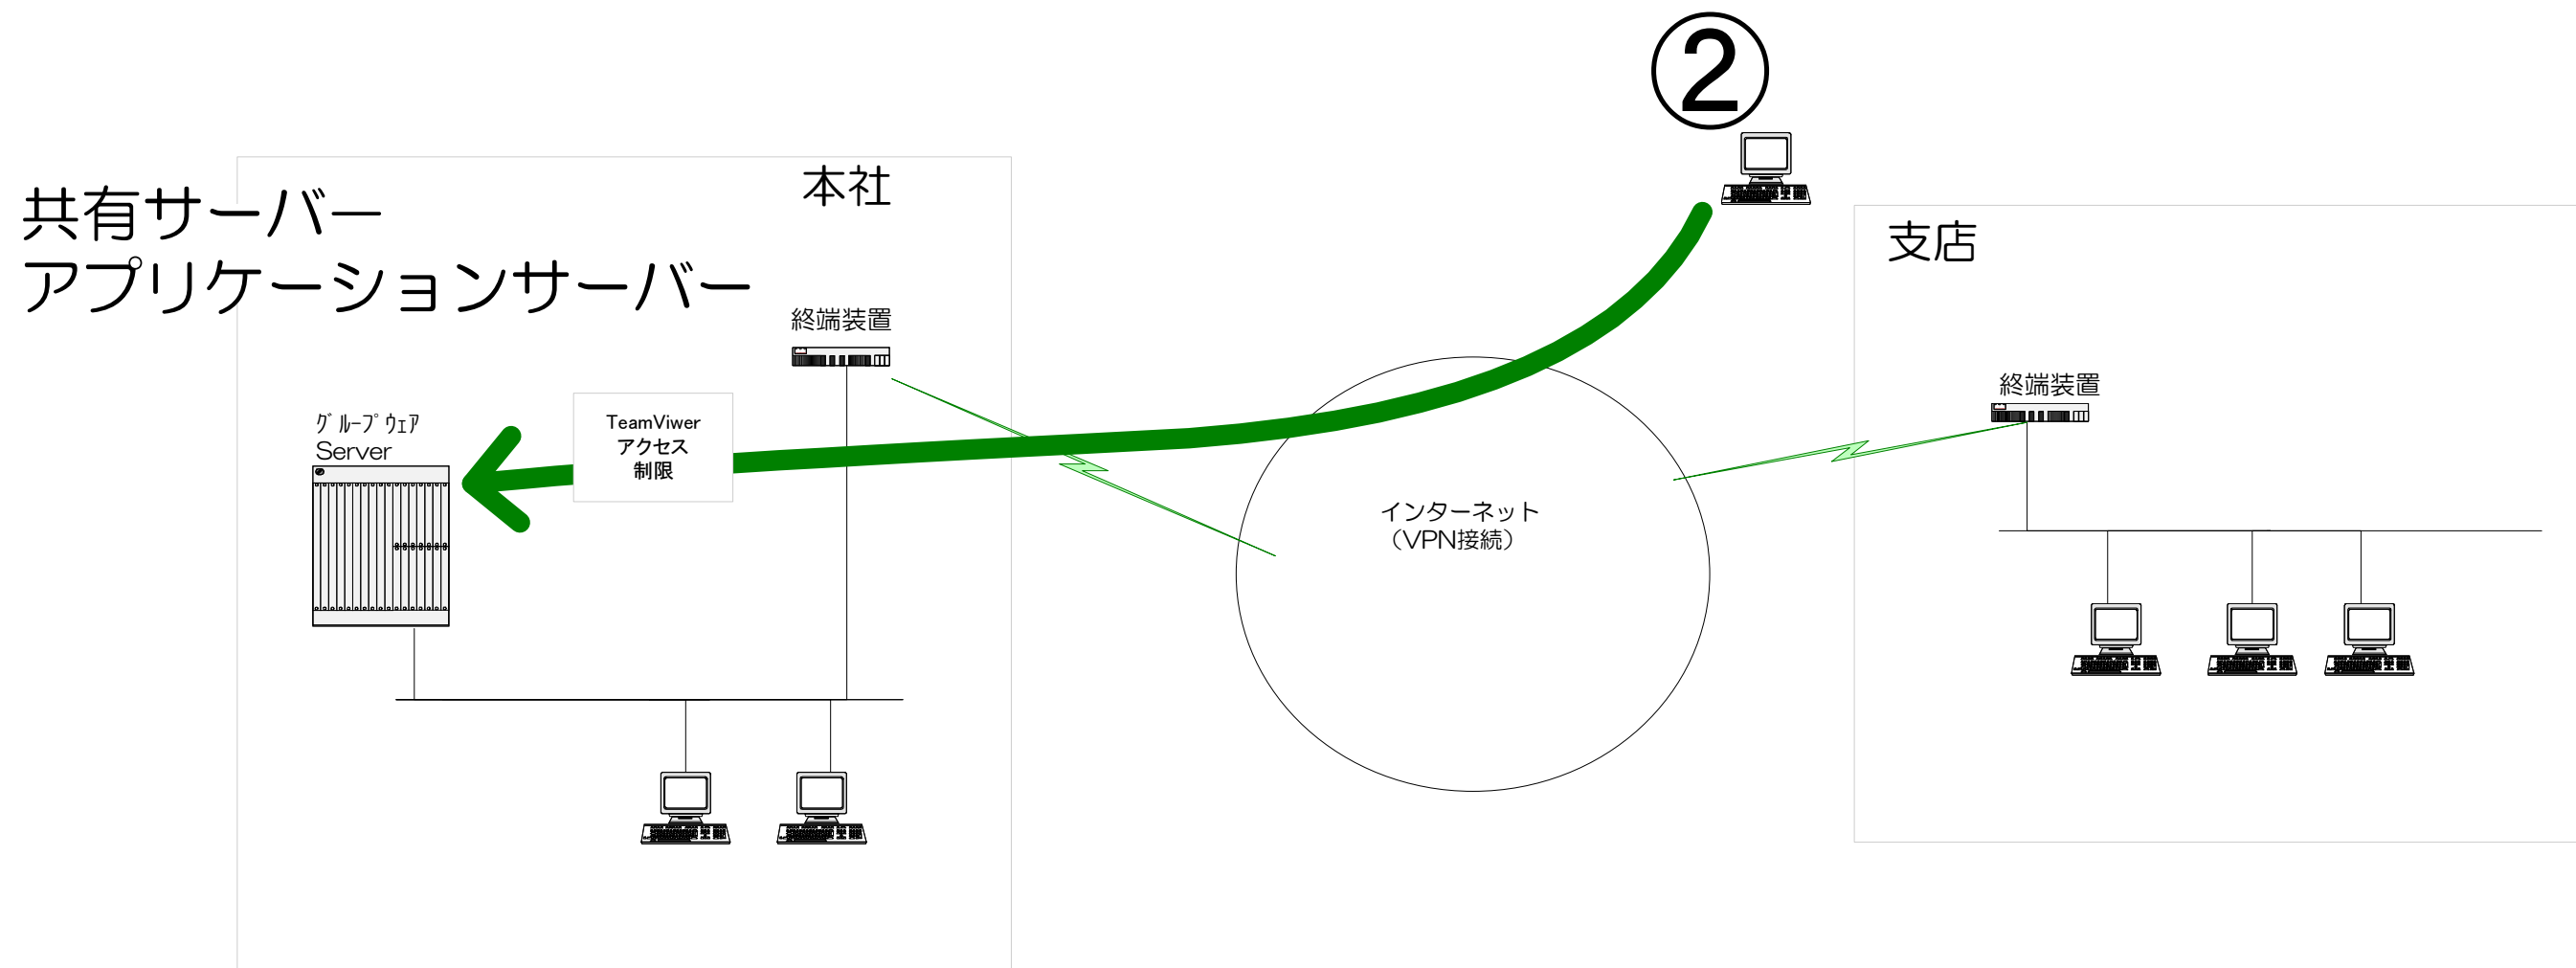 ②
本社
共有サーバー
アプリケーションサーバー
支店
終端装置
終端装置
TeamViwer
アクセス
制限
ｸﾞﾙｰﾌﾟｳｪｱ
Server
インターネット
（VPN接続）